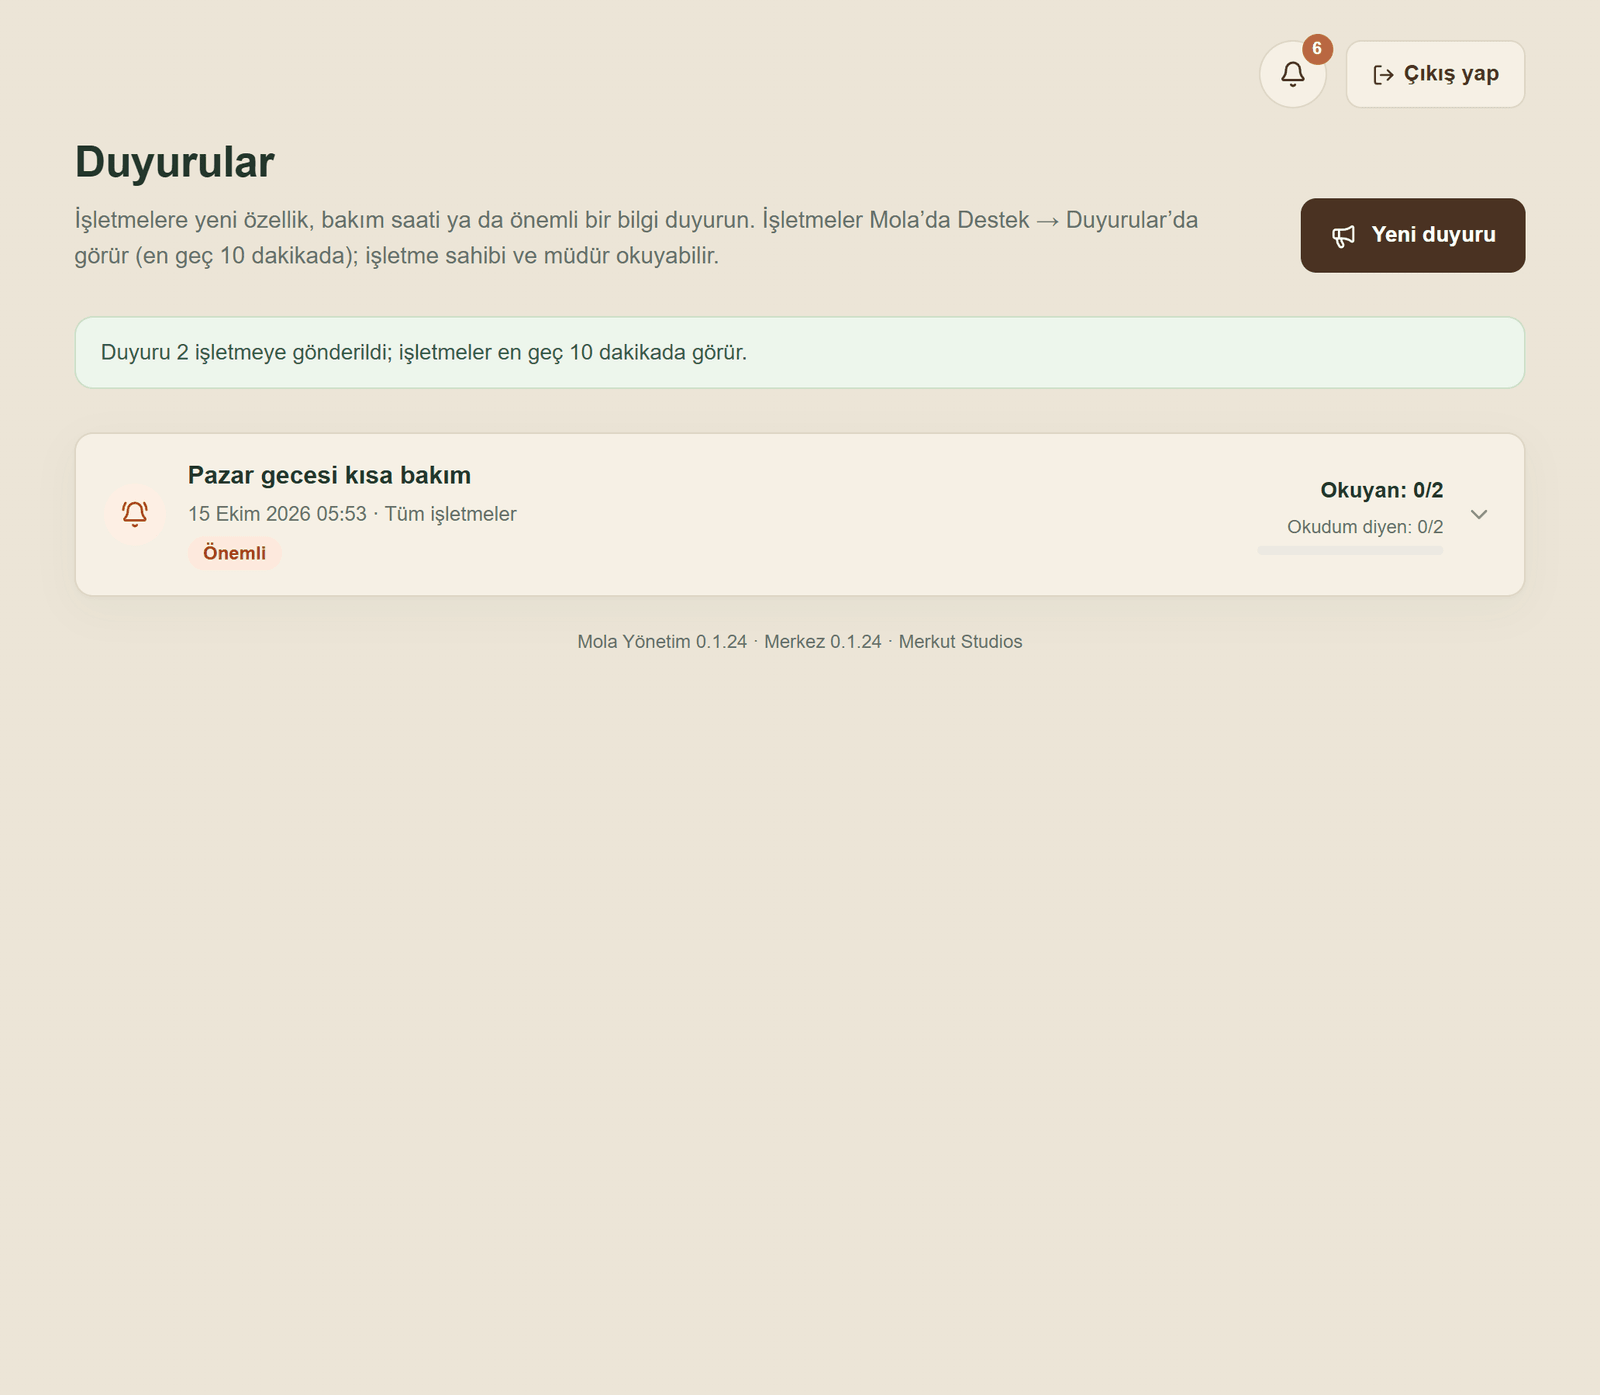 6
Çıkış yap
Duyurular
İşletmelere yeni özellik, bakım saati ya da önemli bir bilgi duyurun. İşletmeler Mola’da Destek → Duyurular’da
görür (en geç 10 dakikada); işletme sahibi ve müdür okuyabilir.
Yeni duyuru
Duyuru 2 işletmeye gönderildi; işletmeler en geç 10 dakikada görür.
Pazar gecesi kısa bakım
15 Ekim 2026 05:53 · Tüm işletmeler
Önemli
Okuyan: 0/2
Okudum diyen: 0/2
Mola Yönetim 0.1.24 · Merkez 0.1.24 · Merkut Studios